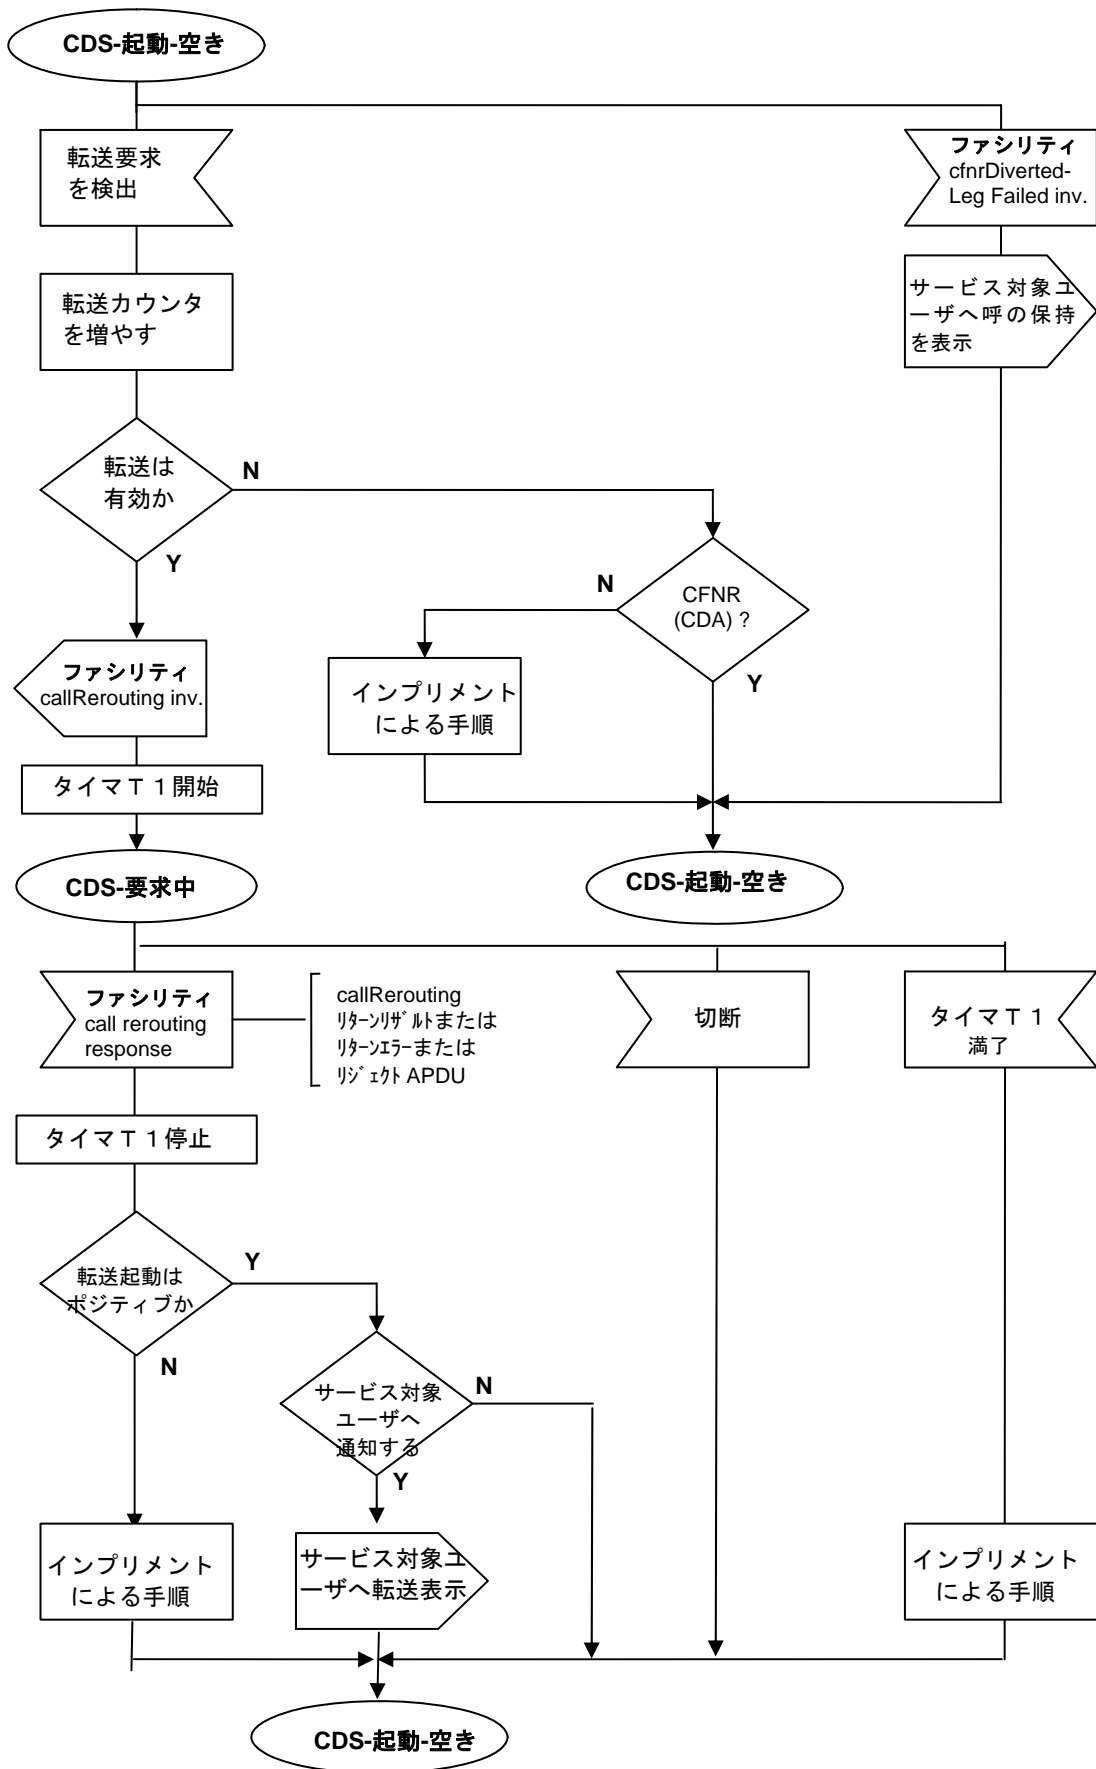 CDS-起動-空き
転送要求
を検出
ファシリティ
cfnrDiverted-
Leg Failed inv.
転送カウンタ
を増やす
サービス対象ユ
ーザへ呼の保持
を表示
転送は
有効か
N
Y
CFNR
(CDA) ?
N
Y
ファシリティ
callRerouting inv.
インプリメント
による手順
タイマT1開始
CDS-要求中
CDS-起動-空き
ファシリティ
call rerouting
response
callRerouting
ﾘﾀｰﾝﾘｻﾞﾙﾄまたは
ﾘﾀｰﾝｴﾗｰまたは
ﾘｼﾞｪｸﾄ APDU
切断
タイマT1
満了
タイマT1停止
転送起動は
ポジティブか
Y
N
サービス対象
ユーザへ
通知する
N
Y
インプリメント
による手順
サービス対象ユ
ーザへ転送表示
インプリメント
による手順
CDS-起動-空き